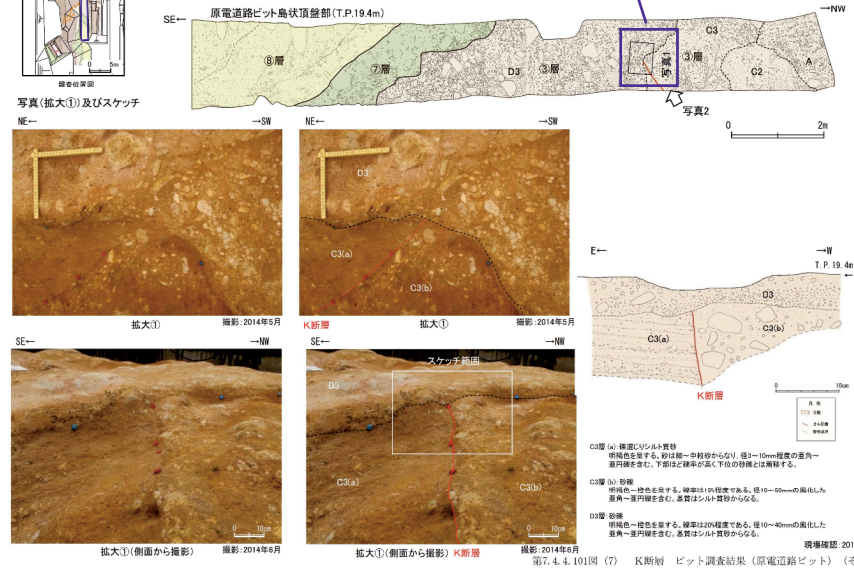 原電道路ピット島状頂盤部(T.P.19.4m)
SE←
→NW
⑧層
⑦層
D3
③層
写真1
③層
C3
C2
A
写真2
0 2m
0 5m
調査位置図
写真(拡大①)及びスケッチ
NE←
→SW
拡大①
撮影:2014年5月
NE←
→SW
D3
C3(a)
C3(b)
K断層
拡大①
撮影:2014年5月
SE←
→NW
0 10cm
拡大①(側面から撮影)
撮影:2014年6月
SE←
→NW
スケッチ範囲
D3
C3(a)
C3(b)
0 10cm
拡大①(側面から撮影)
K断層
撮影:2014年6月
E←
→W
T.P. 19.4m
D3
C3(a)
C3(b)
K断層
0 10cm
凡例
C3層 (a): 礫混じりシルト質砂
明褐色を呈する。砂は細~中粒砂からなり、径3~10mm程度の亜角~
亜円礫を含む。下部ほど礫率が高く、下位の砂礫とは漸移する。
C3層 (b): 砂礫
明褐色~橙色を呈する。礫率は15%程度である。径10~50mmの風化した
亜角~亜円礫を含む。基質はシルト質砂からなる。
D3層: 砂礫
明褐色~橙色を呈する。礫率は20%程度である。径10~40mmの風化した
亜角~亜円礫を含む。基質はシルト質砂からなる。
現場確認:201
第7.4.4.101図 (7) K断層 ピット調査結果 (原電道路ピット) (そ